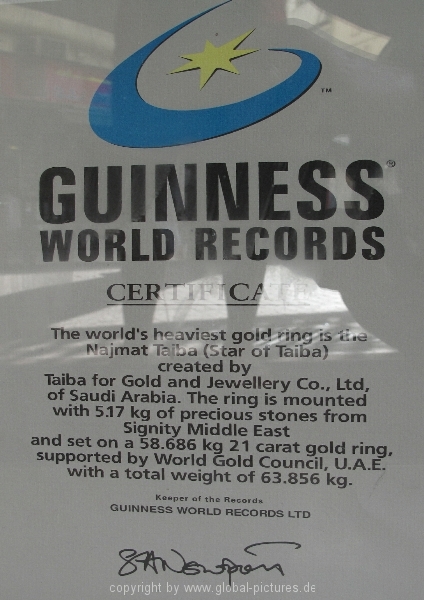 ™
GUINNESS®
WORLD RECORDS
CERTIFICATE
The world's heaviest gold ring is the
Najmat Taiba (Star of Taiba)
created by
Taiba for Gold and Jewellery Co., Ltd,
of Saudi Arabia. The ring is mounted
with 5.17 kg of precious stones from
Signity Middle East
and set on a 58.686 kg 21 carat gold ring,
supported by World Gold Council, U.A.E.
with a total weight of 63.856 kg.
Keeper of the Records
GUINNESS WORLD RECORDS LTD
copyright by www.global-pictures.de